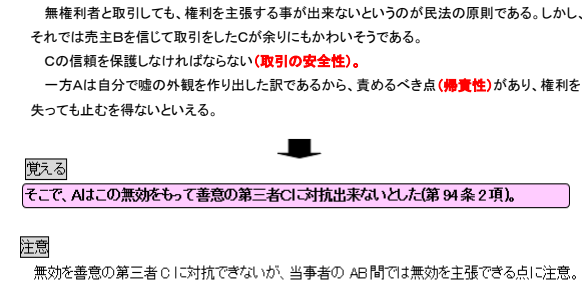 無権利者と取引しても、権利を主張する事が出来ないというのが民法の原則である。しかし、
それでは売主Bを信じて取引をしたCが余りにもかわいそうである。
Cの信頼を保護しなければならない(取引の安全性)。
一方Aは自分で嘘の外観を作り出した訳であるから、責めるべき点(帰責性)があり、権利を
失っても止むを得ないといえる。
覚える
そこで、Aはこの無効をもって善意の第三者Cに対抗出来ないとした(第94条2項)。
注意
無効を善意の第三者Cに対抗できないが、当事者のAB間では無効を主張できる点に注意。